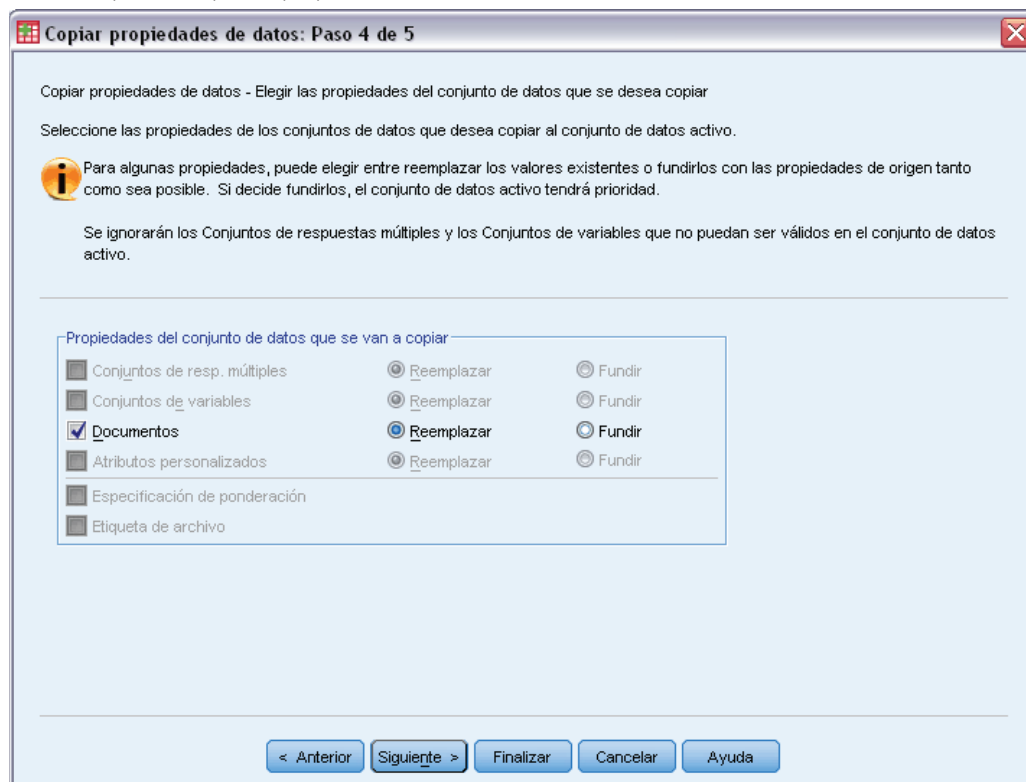 Copiar propiedades de datos: Paso 4 de 5
Copiar propiedades de datos - Elegir las propiedades del conjunto de datos que se desea copiar
Seleccione las propiedades de los conjuntos de datos que desea copiar al conjunto de datos activo.
Para algunas propiedades, puede elegir entre reemplazar los valores existentes o fundirlos con las propiedades de origen tanto
como sea posible. Si decide fundirlos, el conjunto de datos activo tendrá prioridad.
Se ignorarán los Conjuntos de respuestas múltiples y los Conjuntos de variables que no puedan ser válidos en el conjunto de datos
activo.
Propiedades del conjunto de datos que se van a copiar
Conjuntos de resp. múltiples Reemplazar Fundir
Conjuntos de variables Reemplazar Fundir
Documentos Reemplazar Fundir
Atributos personalizados Reemplazar Fundir
Especificación de ponderación
Etiqueta de archivo
< Anterior Siguiente > Finalizar Cancelar Ayuda